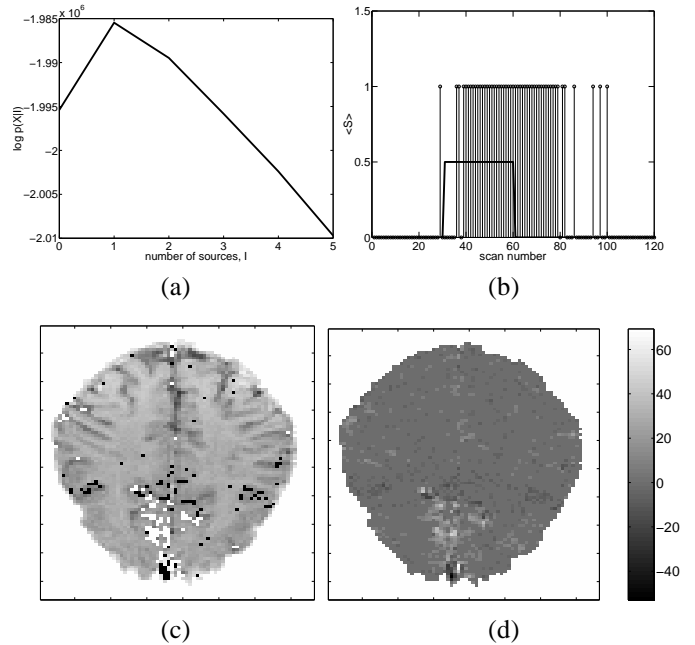 −1.985 x 10⁶
−1.99
−1.995
−2
−2.005
−2.01
log p(X|I)
0 1 2 3 4 5
number of sources, I
(a)
1.5
1
0.5
0
<S>
0 20 40 60 80 100 120
scan number
(b)
60
40
20
0
−20
−40
(c)
(d)